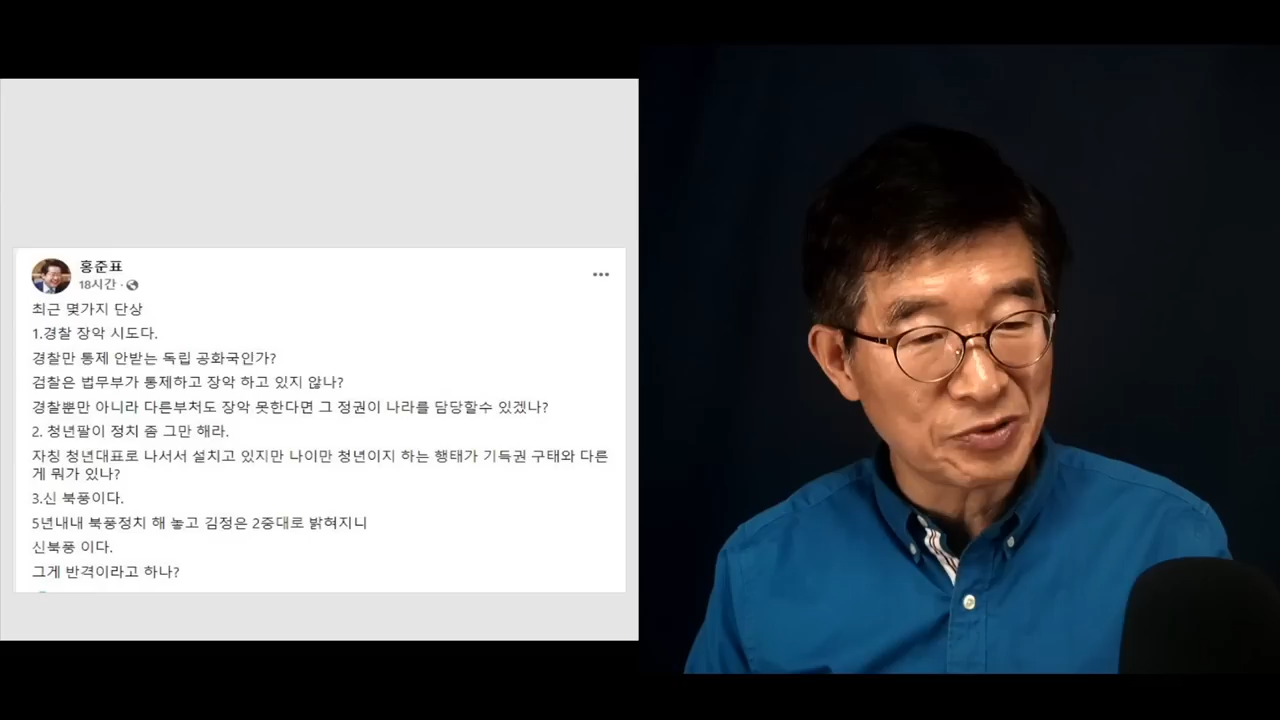 홍준표
18시간 ·
최근 몇가지 단상
1.경찰 장악 시도다.
경찰만 통제 안받는 독립 공화국인가?
검찰은 법무부가 통제하고 장악 하고 있지 않나?
경찰뿐만 아니라 다른부처도 장악 못한다면 그 정권이 나라를 담당할수 있겠나?
2. 청년팔이 정치 좀 그만 해라.
자칭 청년대표로 나서서 설치고 있지만 나이만 청년이지 하는 행태가 기득권 구태와 다른
게 뭐가 있나?
3.신 북풍이다.
5년내내 북풍정치 해 놓고 김정은 2중대로 밝혀지니
신북풍 이다.
그게 반격이라고 하나?